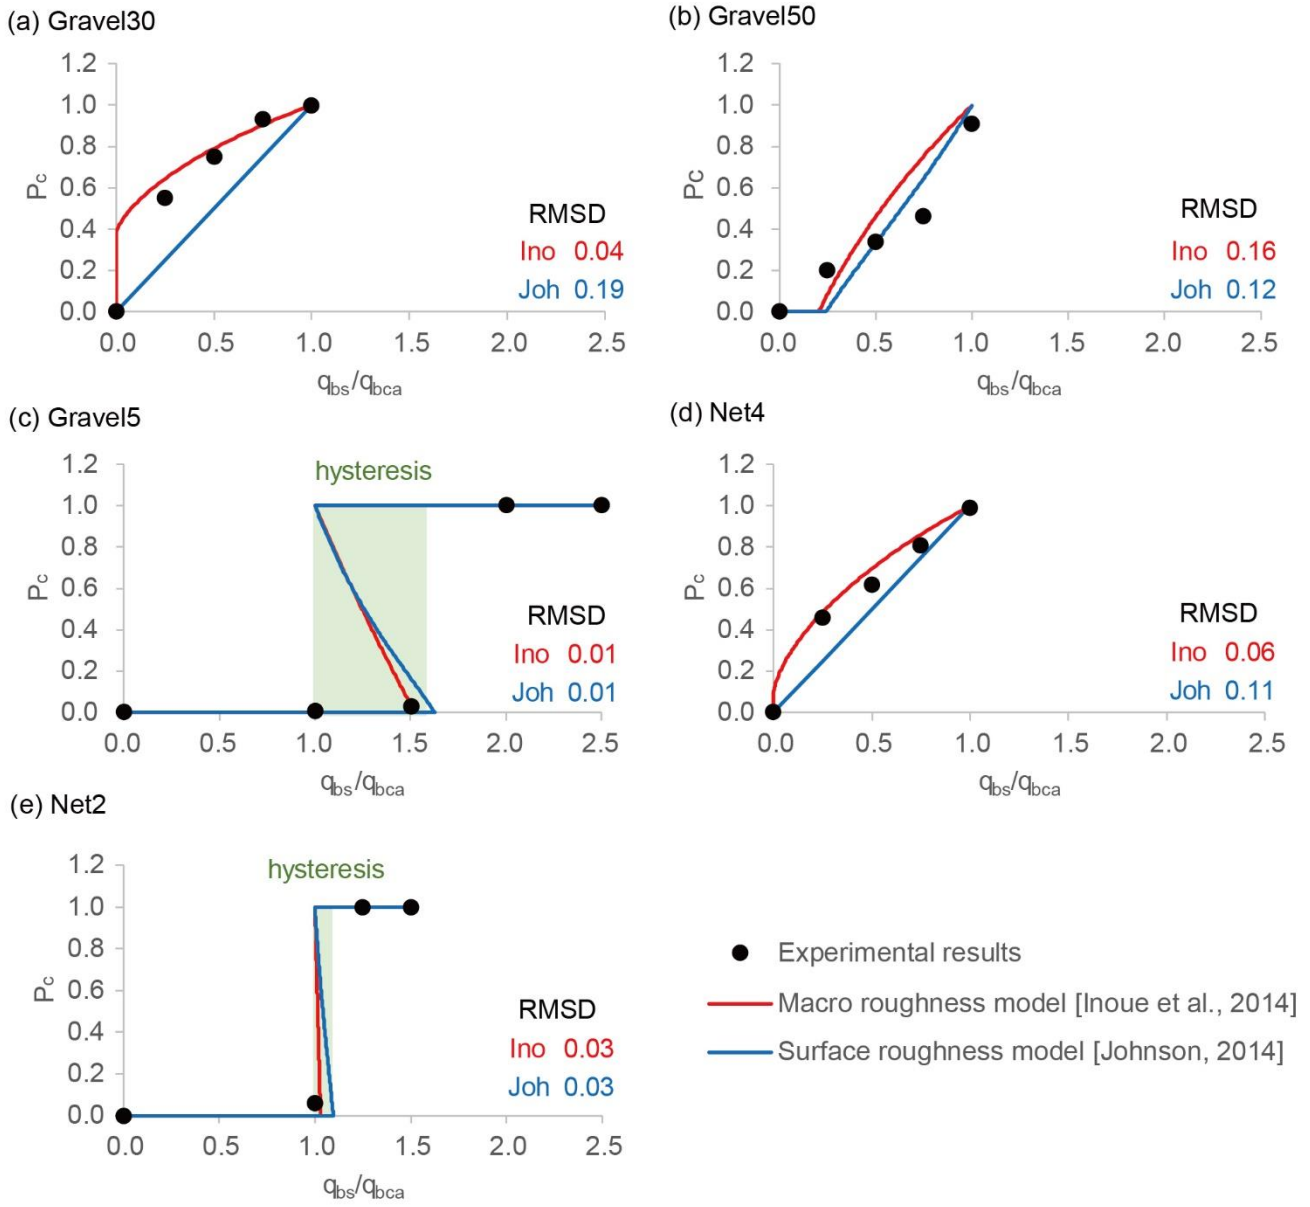 (a) Gravel30
1.2
1.0
0.8
0.6
0.4
0.2
0.0
Pc
0.0 0.5 1.0 1.5 2.0 2.5
qbs/qbca
RMSD
Ino 0.04
Joh 0.19
(b) Gravel50
1.2
1.0
0.8
0.6
0.4
0.2
0.0
Pc
0.0 0.5 1.0 1.5 2.0 2.5
qbs/qbca
RMSD
Ino 0.16
Joh 0.12
(c) Gravel5
hysteresis
1.2
1.0
0.8
0.6
0.4
0.2
0.0
Pc
0.0 0.5 1.0 1.5 2.0 2.5
qbs/qbca
RMSD
Ino 0.01
Joh 0.01
(d) Net4
1.2
1.0
0.8
0.6
0.4
0.2
0.0
Pc
0.0 0.5 1.0 1.5 2.0 2.5
qbs/qbca
RMSD
Ino 0.06
Joh 0.11
(e) Net2
hysteresis
1.2
1.0
0.8
0.6
0.4
0.2
0.0
Pc
0.0 0.5 1.0 1.5 2.0 2.5
qbs/qbca
RMSD
Ino 0.03
Joh 0.03
Experimental results
Macro roughness model [Inoue et al., 2014]
Surface roughness model [Johnson, 2014]